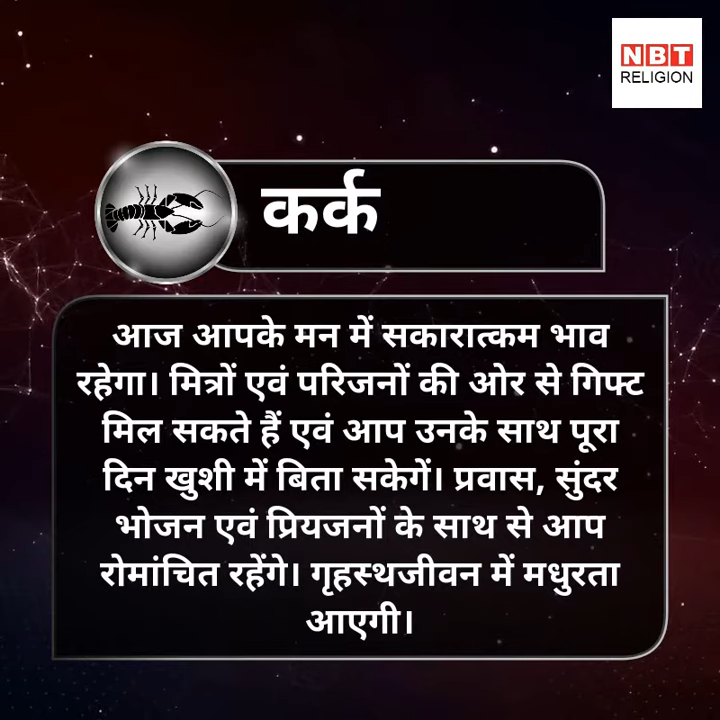 NBT
RELIGION
कर्क
आज आपके मन में सकारात्कम भाव
रहेगा। मित्रों एवं परिजनों की ओर से गिफ्ट
मिल सकते हैं एवं आप उनके साथ पूरा
दिन खुशी में बिता सकेगें। प्रवास, सुंदर
भोजन एवं प्रियजनों के साथ से आप
रोमांचित रहेंगे। गृहस्थजीवन में मधुरता
आएगी।